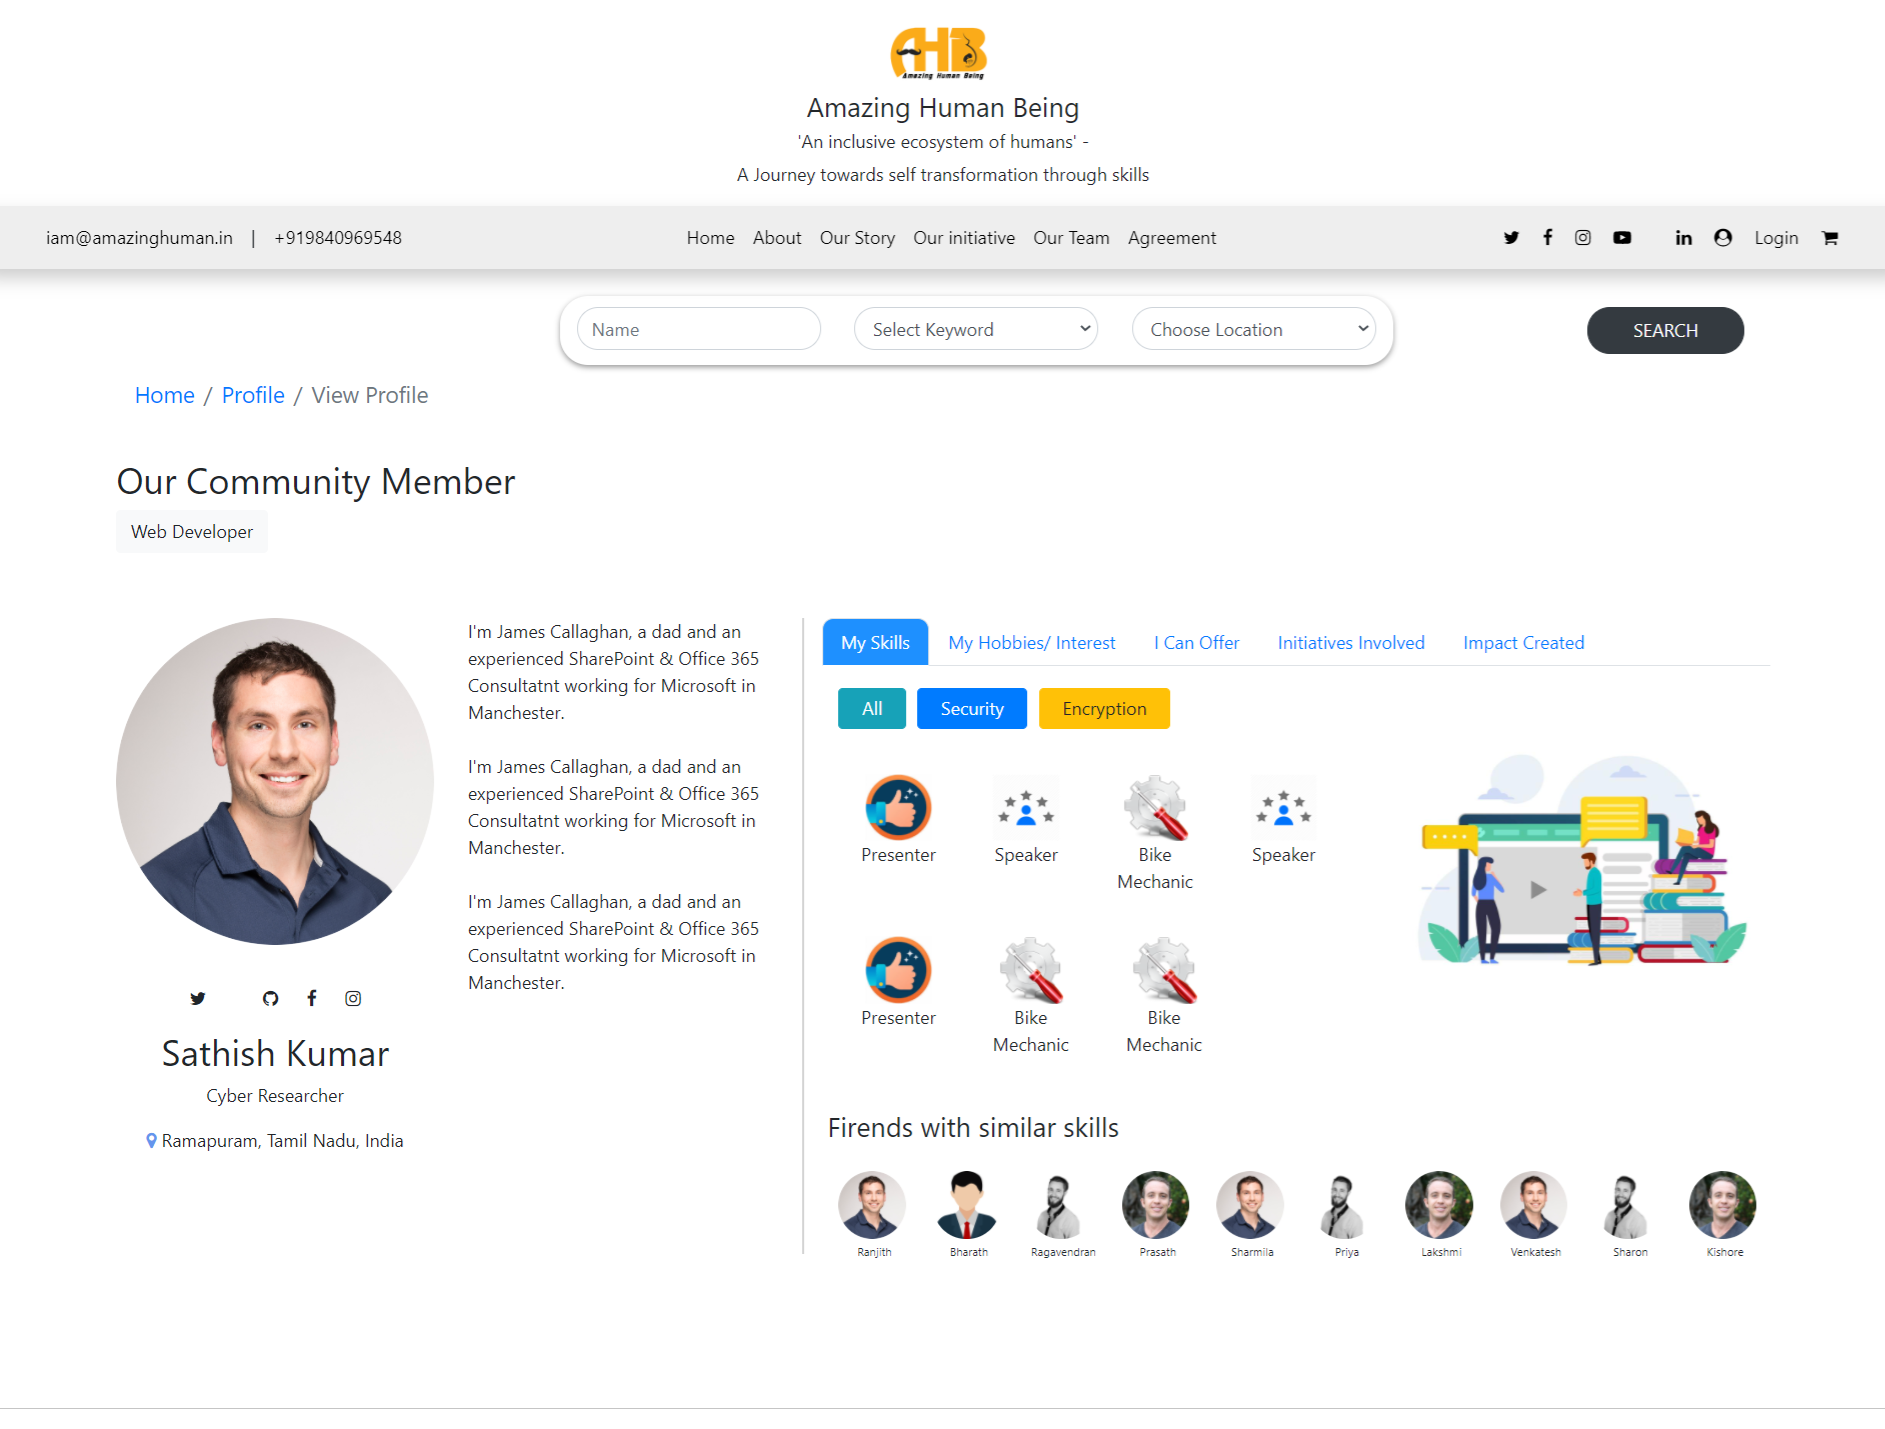 AHB
Amazing Human Being
Amazing Human Being
'An inclusive ecosystem of humans' -
A Journey towards self transformation through skills
iam@amazinghuman.in | +919840969548
Home About Our Story Our initiative Our Team Agreement
Login
Name Select Keyword Choose Location SEARCH
Home / Profile / View Profile
Our Community Member
Web Developer
I'm James Callaghan, a dad and an
experienced SharePoint & Office 365
Consultatnt working for Microsoft in
Manchester.
I'm James Callaghan, a dad and an
experienced SharePoint & Office 365
Consultatnt working for Microsoft in
Manchester.
I'm James Callaghan, a dad and an
experienced SharePoint & Office 365
Consultatnt working for Microsoft in
Manchester.
Sathish Kumar
Cyber Researcher
Ramapuram, Tamil Nadu, India
My Skills My Hobbies/ Interest I Can Offer Initiatives Involved Impact Created
All Security Encryption
Presenter Speaker Bike Mechanic Speaker
Presenter Bike Mechanic Bike Mechanic
Firends with similar skills
Ranjith Bharath Ragavendran Prasath Sharmila Priya Lakshmi Venkatesh Sharon Kishore